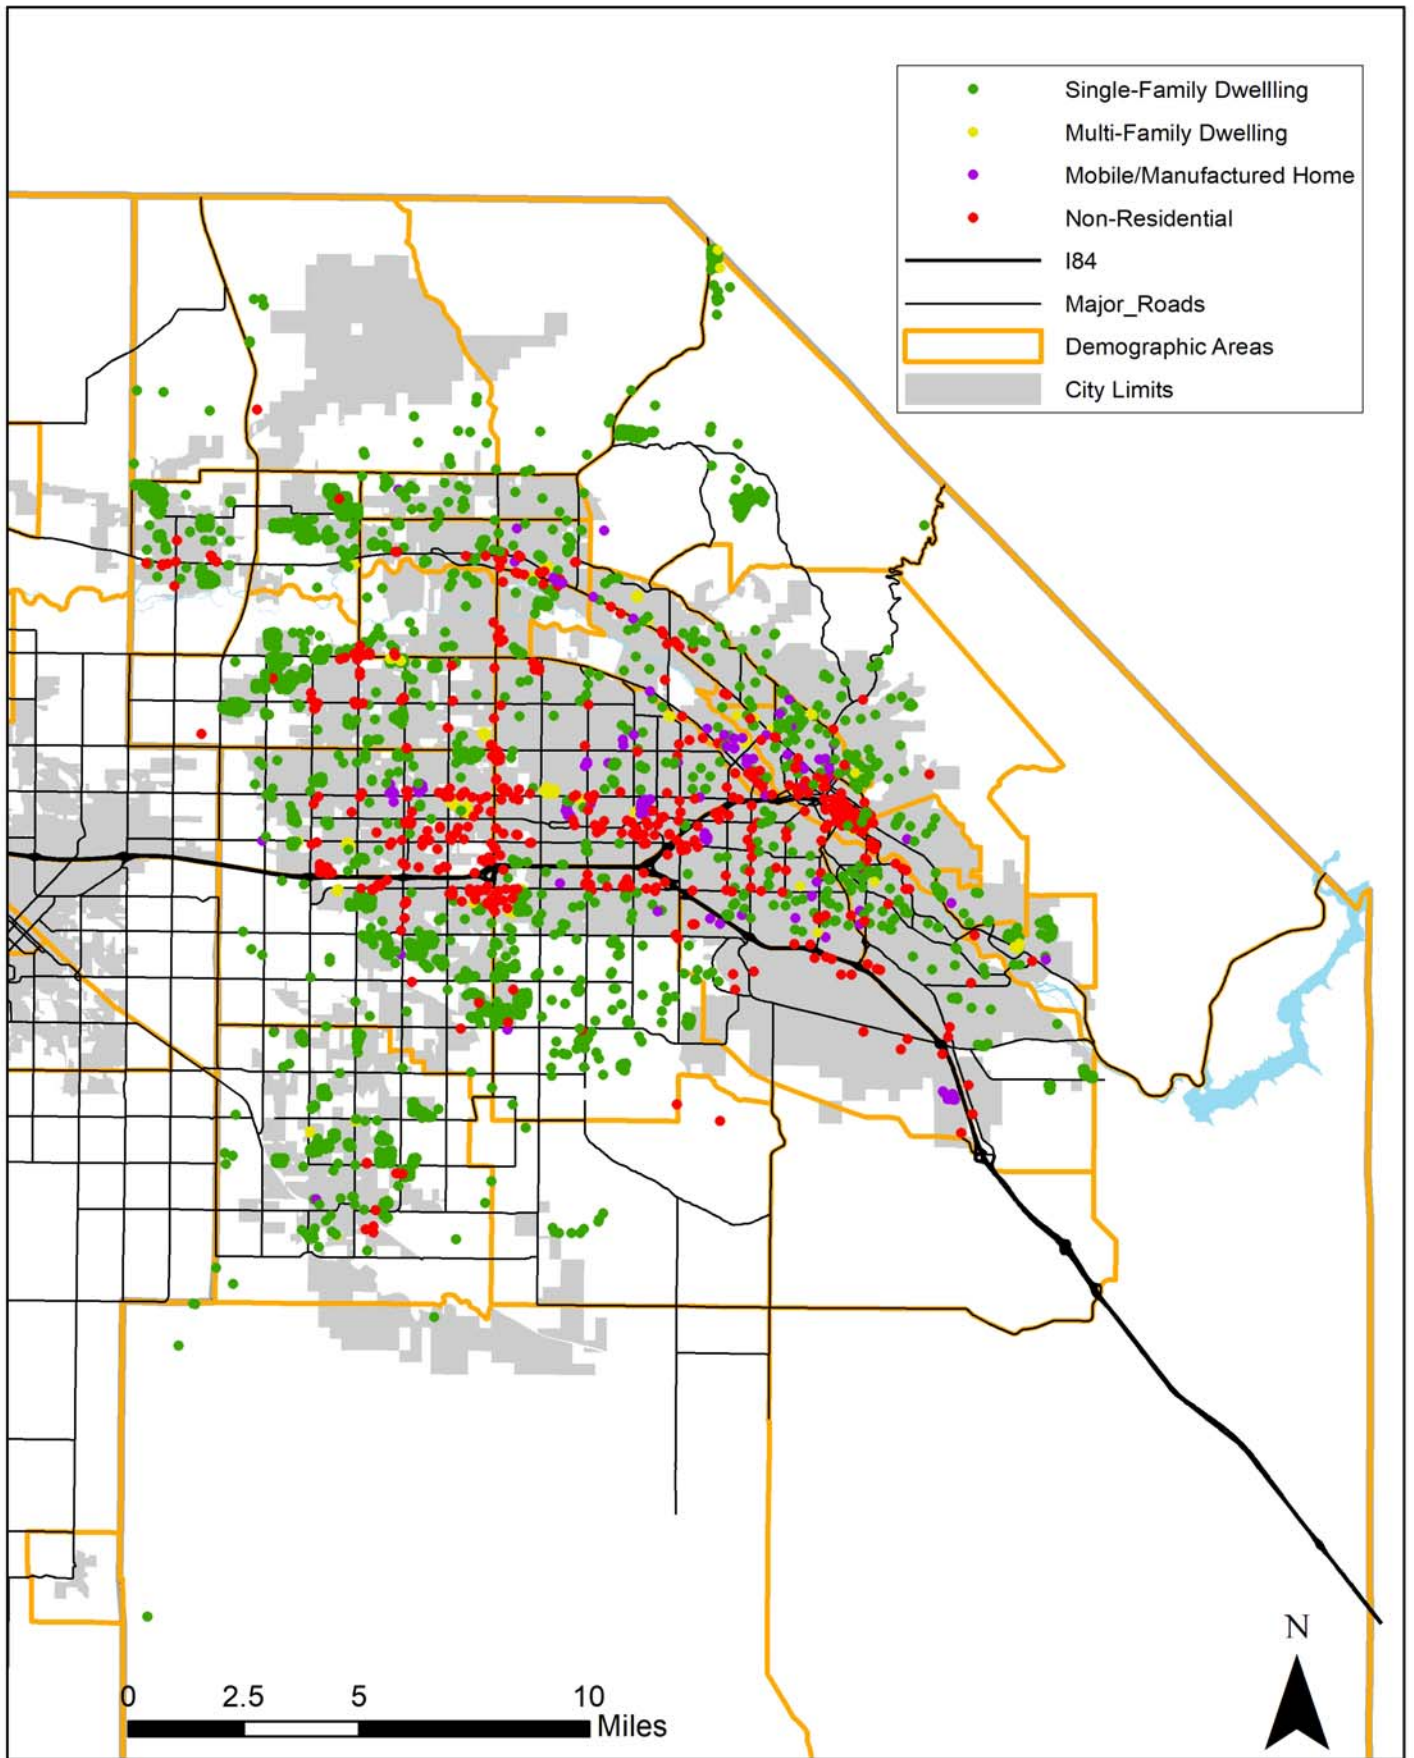 Single-Family Dwellling
Multi-Family Dwelling
Mobile/Manufactured Home
Non-Residential
I84
Major_Roads
Demographic Areas
City Limits
N
0 2.5 5 10
Miles